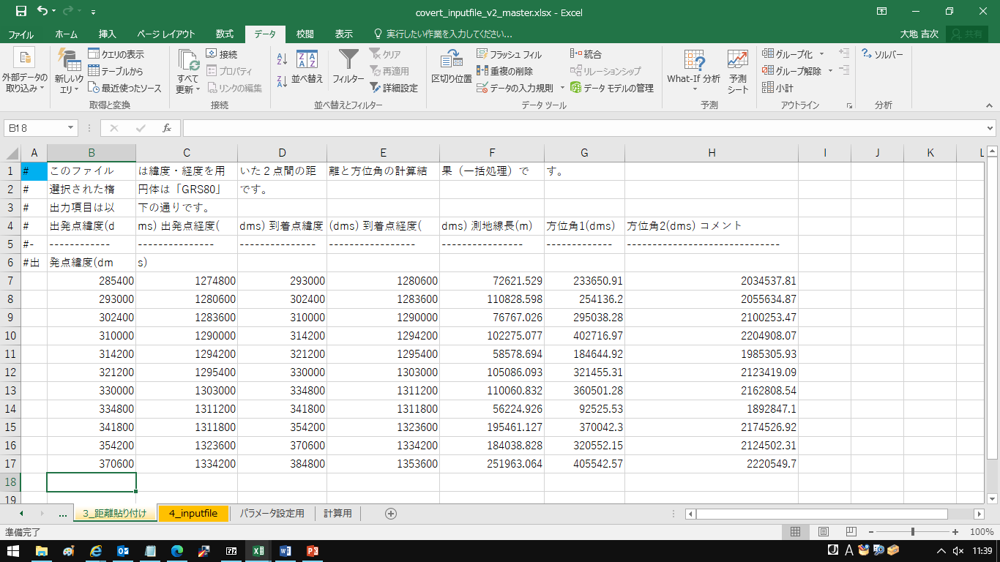 covert_inputfile_v2_master.xlsx - Excel
ファイル ホーム 挿入 ページ レイアウト 数式 データ 校閲 表示 実行したい作業を入力してください... 大地 吉次 共有
外部データの取り込み
新しいクエリ
クエリの表示
テーブルから
最近使ったソース
取得と変換
すべて更新
接続
プロパティ
リンクの編集
接続
並べ替え
フィルター
クリア
再適用
詳細設定
並べ替えとフィルター
区切り位置
フラッシュ フィル
重複の削除
データの入力規則
統合
リレーションシップ
データ モデルの管理
データ ツール
What-If 分析
予測シート
予測
グループ化
グループ解除
小計
アウトライン
ソルバー
分析
B18 fx
A B C D E F G H I J K L
1 # このファイル は緯度・経度を用 いた２点間の距 離と方位角の計算結 果（一括処理）で す。
2 # 選択された楕 円体は「GRS80」 です。
3 # 出力項目は以 下の通りです。
4 # 出発点緯度(d ms) 出発点経度( dms) 到着点緯度 (dms) 到着点経度( dms) 測地線長(m) 方位角1(dms) 方位角2(dms) コメント
5 #- ----------- -------------- -------------- ---------------- --------------- ------------ ----------------------------
6 #出 発点緯度(dm s)
7 285400 1274800 293000 1280600 72621.529 233650.91 2034537.81
8 293000 1280600 302400 1283600 110828.598 254136.2 2055634.87
9 302400 1283600 310000 1290000 76767.026 295038.28 2100253.47
10 310000 1290000 314200 1294200 102275.077 402716.97 2204908.07
11 314200 1294200 321200 1295400 58578.694 184644.92 1985305.93
12 321200 1295400 330000 1303000 105086.093 321455.31 2123419.09
13 330000 1303000 334800 1311200 110060.832 360501.28 2162808.54
14 334800 1311200 341800 1311800 56224.926 92525.53 1892847.1
15 341800 1311800 354200 1323600 195461.127 370042.3 2174526.92
16 354200 1323600 370600 1334200 184038.828 320552.15 2124502.31
17 370600 1334200 384800 1353600 251963.064 405542.57 2220549.7
18
19
... 3_距離貼り付け 4_inputfile パラメータ設定用 計算用
準備完了 100%
A 11:39